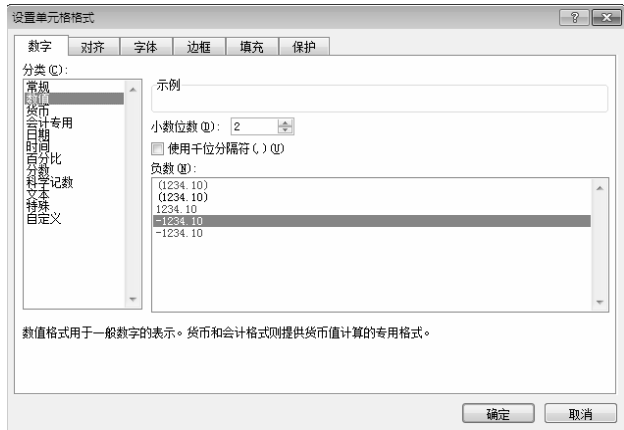 设置单元格格式
数字 对齐 字体 边框 填充 保护
分类(C):
常规
数值
货币
会计专用
日期
时间
百分比
分数
科学记数
文本
特殊
自定义
示例
小数位数(D): 2
使用千位分隔符(,)(U)
负数(N):
(1234.10)
(1234.10)
1234.10
-1234.10
-1234.10
数值格式用于一般数字的表示。货币和会计格式则提供货币值计算的专用格式。
确定 取消